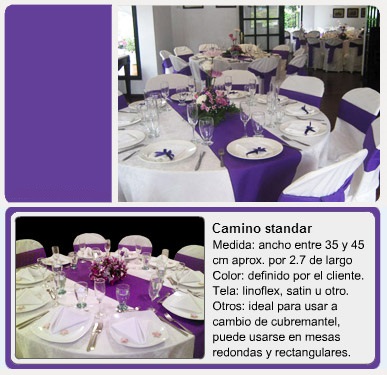 Camino standar
Medida: ancho entre 35 y 45
cm aprox. por 2.7 de largo
Color: definido por el cliente.
Tela: linoflex, satin u otro.
Otros: ideal para usar a
cambio de cubremantel,
puede usarse en mesas
redondas y rectangulares.